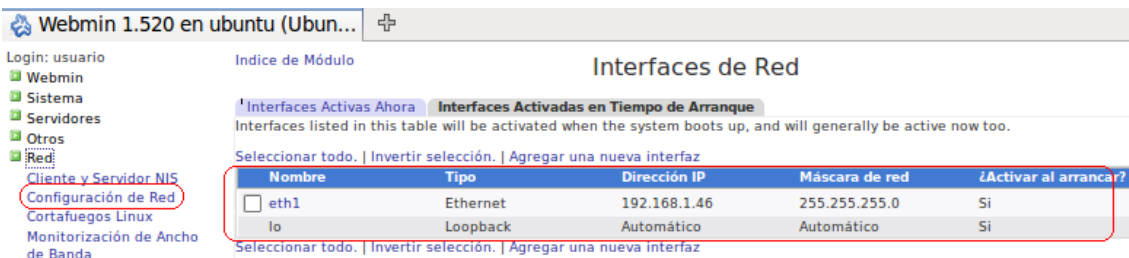 Webmin 1.520 en ubuntu (Ubun...
Login: usuario
Webmin
Sistema
Servidores
Otros
Red
Cliente y Servidor NIS
Configuración de Red
Cortafuegos Linux
Monitorización de Ancho
de Banda
Indice de Módulo
Interfaces de Red
Interfaces Activas Ahora Interfaces Activadas en Tiempo de Arranque
Interfaces listed in this table will be activated when the system boots up, and will generally be active now too.
Seleccionar todo. | Invertir selección. | Agregar una nueva interfaz
Nombre Tipo Dirección IP Máscara de red ¿Activar al arrancar?
eth1 Ethernet 192.168.1.46 255.255.255.0 Si
lo Loopback Automático Automático Si
Seleccionar todo. | Invertir selección. | Agregar una nueva interfaz